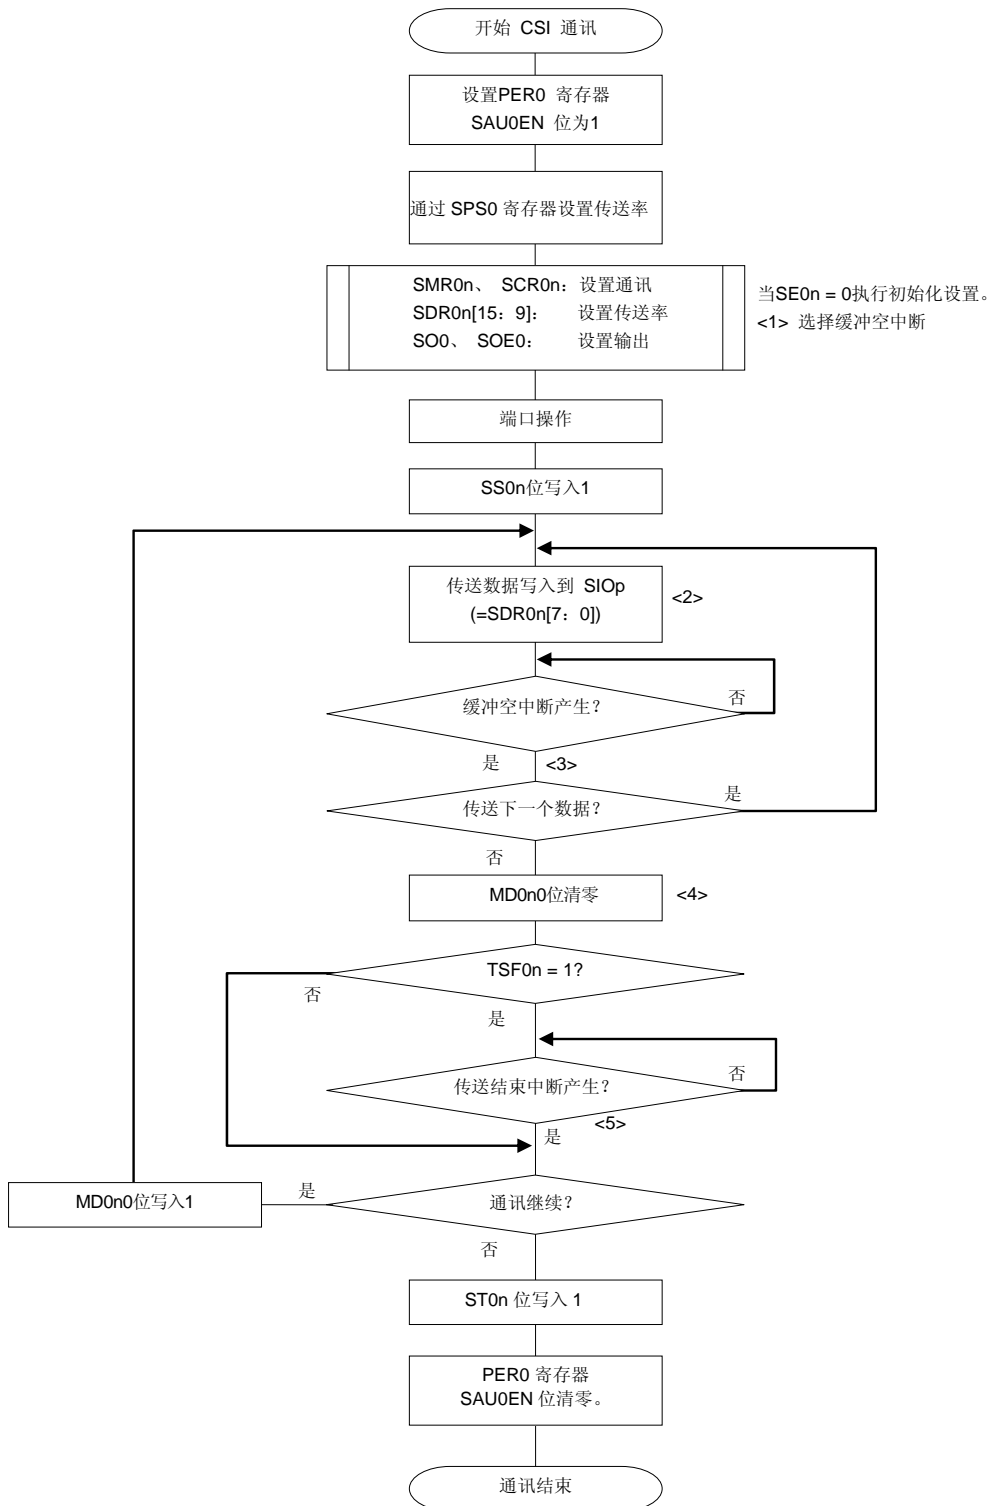 开始 CSI 通讯
设置PER0 寄存器
SAU0EN 位为1
通过 SPS0 寄存器设置传送率
SMR0n、 SCR0n：设置通讯
SDR0n[15：9]： 设置传送率
SO0、 SOE0： 设置输出
当SE0n = 0执行初始化设置。
<1> 选择缓冲空中断
端口操作
SS0n位写入1
传送数据写入到 SIOp
(=SDR0n[7：0])
<2>
缓冲空中断产生？
否
是
<3>
传送下一个数据？
是
否
MD0n0位清零
<4>
TSF0n = 1?
否
是
传送结束中断产生？
否
<5>
是
通讯继续？
是
MD0n0位写入1
否
ST0n 位写入 1
PER0 寄存器
SAU0EN 位清零。
通讯结束